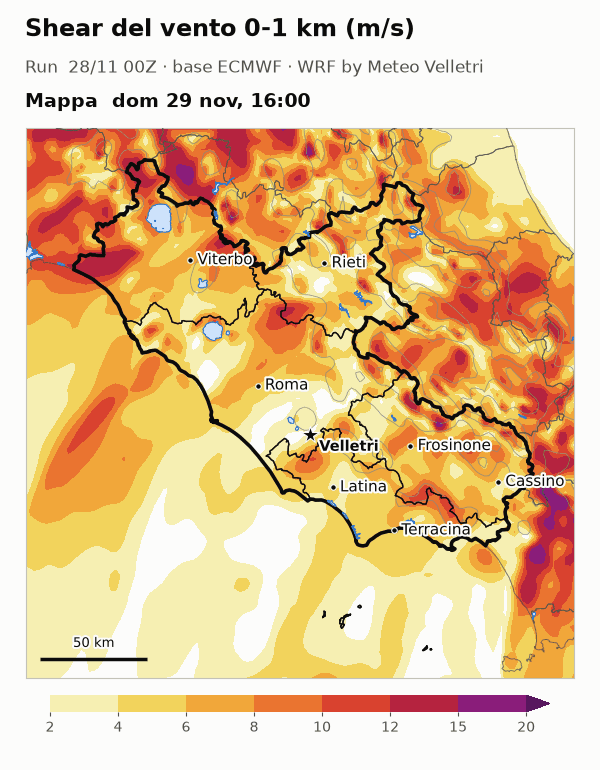 Shear del vento 0-1 km (m/s)
Run  28/11 00Z · base ECMWF · WRF by Meteo Velletri
Mappa  dom 29 nov, 16:00
Viterbo
Rieti
Roma
Velletri
Frosinone
Cassino
Latina
Terracina
50 km
2 4 6 8 10 12 15 20